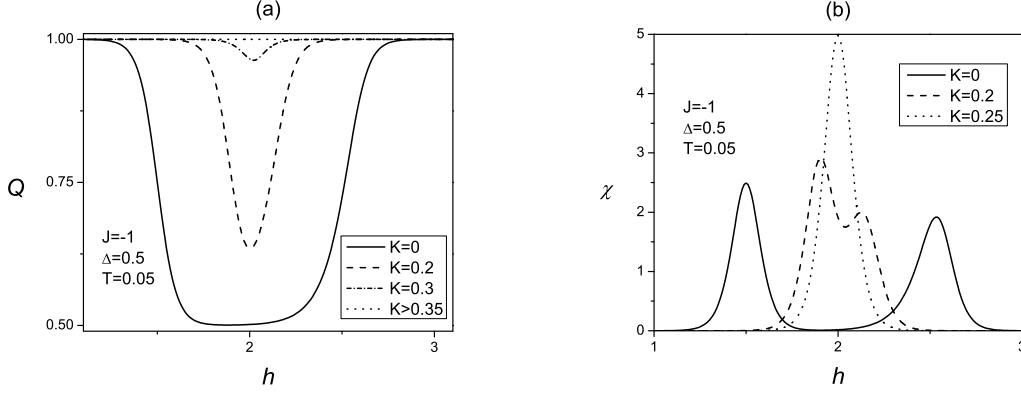 (a)
1.00
0.75
0.50
Q
J=-1
Δ=0.5
T=0.05
K=0
K=0.2
K=0.3
K>0.35
2
3
h
(b)
5
4
3
2
1
0
χ
J=-1
Δ=0.5
T=0.05
K=0
K=0.2
K=0.25
1
2
3
h